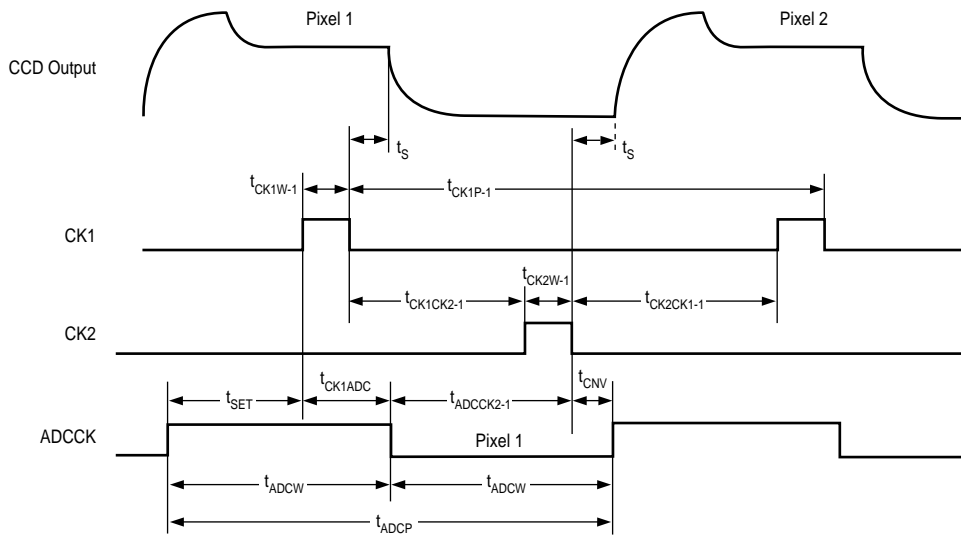 Pixel 1
Pixel 2
CCD Output
tS
tS
tCK1W-1
tCK1P-1
CK1
tCK2W-1
tCK1CK2-1
tCK2CK1-1
CK2
tCK1ADC
tCNV
tSET
tADCCK2-1
ADCCK
Pixel 1
tADCW
tADCW
tADCP